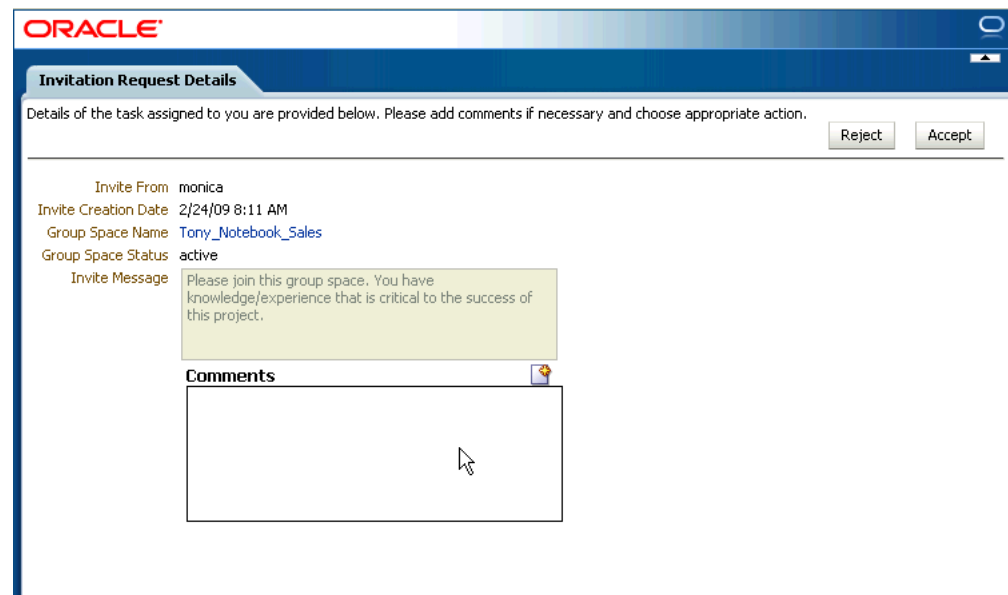 ORACLE
Invitation Request Details
Details of the task assigned to you are provided below. Please add comments if necessary and choose appropriate action.
Reject Accept
Invite From monica
Invite Creation Date 2/24/09 8:11 AM
Group Space Name Tony_Notebook_Sales
Group Space Status active
Invite Message Please join this group space. You have
knowledge/experience that is critical to the success of
this project.
Comments